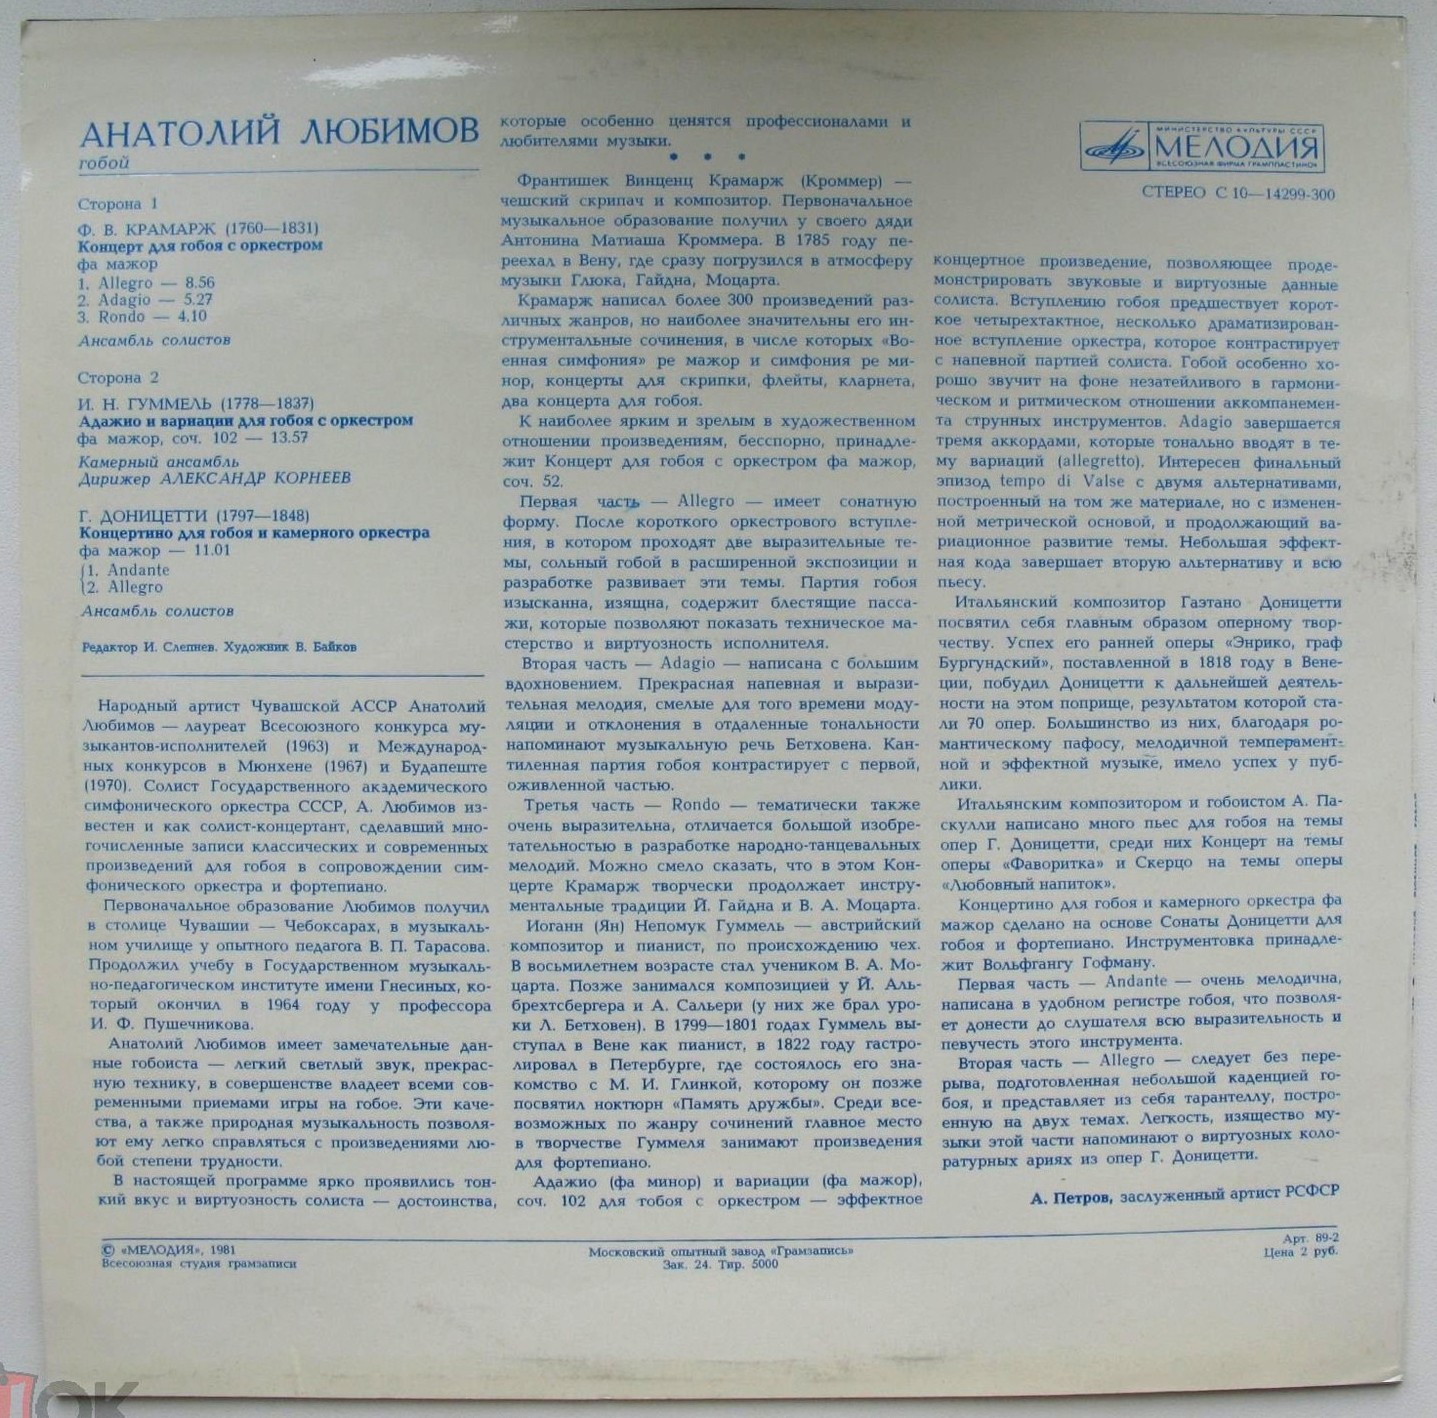 АНАТОЛИЙ ЛЮБИМОВ
гобой
Сторона 1
Ф. В. КРАМАРЖ (1760—1831)
Концерт для гобоя с оркестром
фа мажор
1. Allegro — 8.56
2. Adagio — 5.27
3. Rondo — 4.10
Ансамбль солистов
Сторона 2
И. Н. ГУММЕЛЬ (1778—1837)
Адажио и вариации для гобоя с оркестром
фа мажор, соч. 102 — 13.57
Камерный ансамбль
Дирижер АЛЕКСАНДР КОРНЕЕВ
Г. ДОНИЦЕТТИ (1797—1848)
Концертино для гобоя и камерного оркестра
фа мажор — 11.01
1. Andante
2. Allegro
Ансамбль солистов
Редактор И. Слепнев. Художник В. Байков
Народный артист Чувашской АССР Анатолий
Любимов — лауреат Всесоюзного конкурса му-
зыкантов-исполнителей (1963) и Международ-
ных конкурсов в Мюнхене (1967) и Будапеште
(1970). Солист Государственного академического
симфонического оркестра СССР, А. Любимов из-
вестен и как солист-концертант, сделавший мно-
гочисленные записи классических и современных
произведений для гобоя в сопровождении сим-
фонического оркестра и фортепиано.
Первоначальное образование Любимов получил
в столице Чувашии — Чебоксарах, в музыкаль-
ном училище у опытного педагога В. П. Тарасова.
Продолжил учебу в Государственном музыкаль-
но-педагогическом институте имени Гнесиных, ко-
торый окончил в 1964 году у профессора
И. Ф. Пушечникова.
Анатолий Любимов имеет замечательные дан-
ные гобоиста — легкий светлый звук, прекрас-
ную технику, в совершенстве владеет всеми сов-
ременными приемами игры на гобое. Эти каче-
ства, а также природная музыкальность позволя-
ют ему легко справляться с произведениями лю-
бой степени трудности.
В настоящей программе ярко проявились тон-
кий вкус и виртуозность солиста — достоинства,
которые особенно ценятся профессионалами и
любителями музыки.
* * *
Франтишек Винценц Крамарж (Кроммер) —
чешский скрипач и композитор. Первоначальное
музыкальное образование получил у своего дяди
Антонина Матиаша Кроммера. В 1785 году пе-
реехал в Вену, где сразу погрузился в атмосферу
музыки Глюка, Гайдна, Моцарта.
Крамарж написал более 300 произведений раз-
личных жанров, но наиболее значительны его ин-
струментальные сочинения, в числе которых «Во-
енная симфония» ре мажор и симфония ре ми-
нор, концерты для скрипки, флейты, кларнета,
два концерта для гобоя.
К наиболее ярким и зрелым в художественном
отношении произведениям, бесспорно, принадле-
жит Концерт для гобоя с оркестром фа мажор,
соч. 52.
Первая часть — Allegro — имеет сонатную
форму. После короткого оркестрового вступле-
ния, в котором проходят две выразительные те-
мы, сольный гобой в расширенной экспозиции и
разработке развивает эти темы. Партия гобоя
изысканна, изящна, содержит блестящие пасса-
жи, которые позволяют показать техническое ма-
стерство и виртуозность исполнителя.
Вторая часть — Adagio — написана с большим
вдохновением. Прекрасная напевная и вырази-
тельная мелодия, смелые для того времени моду-
ляции и отклонения в отдаленные тональности
напоминают музыкальную речь Бетховена. Кан-
тиленная партия гобоя контрастирует с первой,
оживленной частью.
Третья часть — Rondo — тематически также
очень выразительна, отличается большой изобре-
тательностью в разработке народно-танцевальных
мелодий. Можно смело сказать, что в этом Кон-
церте Крамарж творчески продолжает инстру-
ментальные традиции Й. Гайдна и В. А. Моцарта.
Иоганн (Ян) Непомук Гуммель — австрийский
композитор и пианист, по происхождению чех.
В восьмилетнем возрасте стал учеником В. А. Мо-
царта. Позже занимался композицией у Й. Аль-
брехтсбергера и А. Сальери (у них же брал уро-
ки Л. Бетховен). В 1799—1801 годах Гуммель вы-
ступал в Вене как пианист, в 1822 году гастро-
лировал в Петербурге, где состоялось его зна-
комство с М. И. Глинкой, которому он позже
посвятил ноктюрн «Память дружбы». Среди все-
возможных по жанру сочинений главное место
в творчестве Гуммеля занимают произведения
для фортепиано.
Адажио (фа минор) и вариации (фа мажор),
соч. 102 для гобоя с оркестром — эффектное
МИНИСТЕРСТВО КУЛЬТУРЫ СССР
МЕЛОДИЯ
ВСЕСОЮЗНАЯ ФИРМА ГРАМПЛАСТИНОК
СТЕРЕО С 10—14299-300
концертное произведение, позволяющее проде-
монстрировать звуковые и виртуозные данные
солиста. Вступлению гобоя предшествует корот-
кое четырехтактное, несколько драматизирован-
ное вступление оркестра, которое контрастирует
с напевной партией солиста. Гобой особенно хо-
рошо звучит на фоне незатейливого в гармони-
ческом и ритмическом отношении аккомпанемен-
та струнных инструментов. Adagio завершается
тремя аккордами, которые тонально вводят в те-
му вариаций (allegretto). Интересен финальный
эпизод tempo di Valse с двумя альтернативами,
построенный на том же материале, но с изменен-
ной метрической основой, и продолжающий ва-
риационное развитие темы. Небольшая эффект-
ная кода завершает вторую альтернативу и всю
пьесу.
Итальянский композитор Гаэтано Доницетти
посвятил себя главным образом оперному твор-
честву. Успех его ранней оперы «Энрико, граф
Бургундский», поставленной в 1818 году в Вене-
ции, побудил Доницетти к дальнейшей деятель-
ности на этом поприще, результатом которой ста-
ли 70 опер. Большинство из них, благодаря ро-
мантическому пафосу, мелодичной темперамент-
ной и эффектной музыке, имело успех у пуб-
лики.
Итальянским композитором и гобоистом А. Па-
скулли написано много пьес для гобоя на темы
опер Г. Доницетти, среди них Концерт на темы
оперы «Фаворитка» и Скерцо на темы оперы
«Любовный напиток».
Концертино для гобоя и камерного оркестра фа
мажор сделано на основе Сонаты Доницетти для
гобоя и фортепиано. Инструментовка принадле-
жит Вольфгангу Гофману.
Первая часть — Andante — очень мелодична,
написана в удобном регистре гобоя, что позволя-
ет донести до слушателя всю выразительность и
певучесть этого инструмента.
Вторая часть — Allegro — следует без пере-
рыва, подготовленная небольшой каденцией го-
боя, и представляет из себя тарантеллу, постро-
енную на двух темах. Легкость, изящество му-
зыки этой части напоминают о виртуозных коло-
ратурных ариях из опер Г. Доницетти.
А. Петров, заслуженный артист РСФСР
© «МЕЛОДИЯ», 1981
Всесоюзная студия грамзаписи
Московский опытный завод «Грамзапись»
Зак. 24. Тир. 5000
Арт. 89-2
Цена 2 руб.